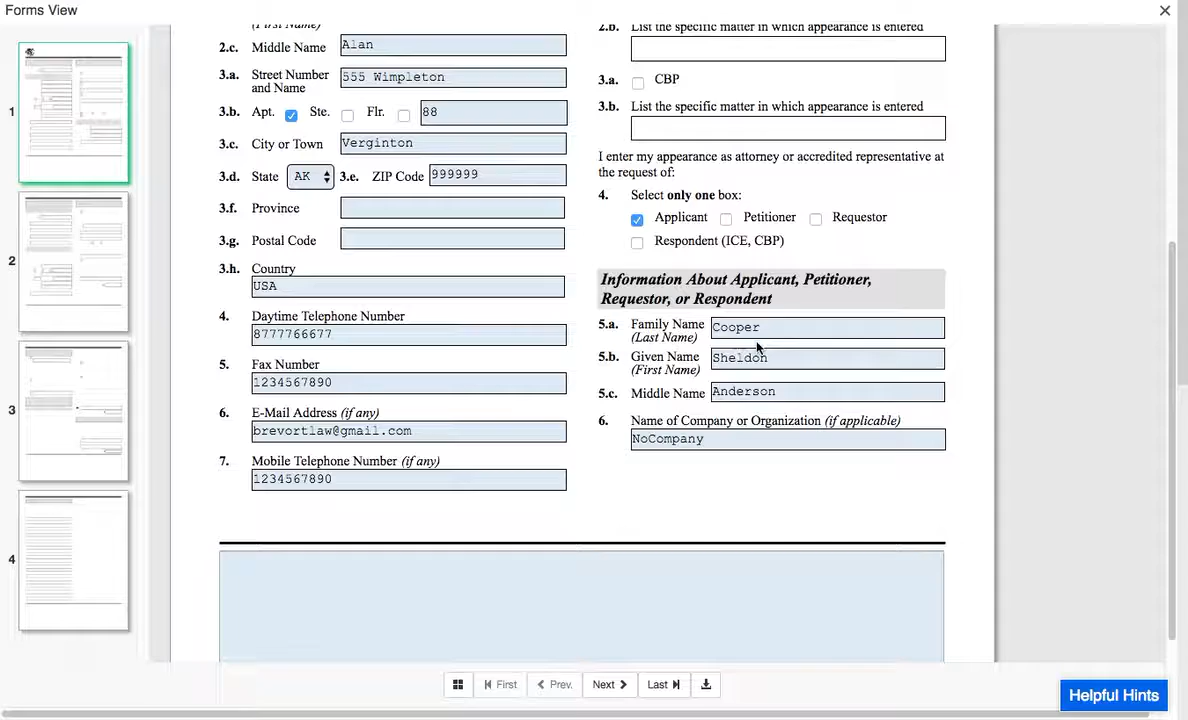 Forms View
1
2
3
4
(First Name)
2.c. Middle Name Alan
3.a. Street Number and Name 555 Wimpleton
3.b. Apt. Ste. Flr. 88
3.c. City or Town Verginton
3.d. State AK 3.e. ZIP Code 999999
3.f. Province
3.g. Postal Code
3.h. Country
USA
4. Daytime Telephone Number
8777766677
5. Fax Number
1234567890
6. E-Mail Address (if any)
brevortlaw@gmail.com
7. Mobile Telephone Number (if any)
1234567890
2.b. List the specific matter in which appearance is entered
3.a. CBP
3.b. List the specific matter in which appearance is entered
I enter my appearance as attorney or accredited representative at
the request of:
4. Select only one box:
Applicant Petitioner Requestor
Respondent (ICE, CBP)
Information About Applicant, Petitioner,
Requestor, or Respondent
5.a. Family Name (Last Name) Cooper
5.b. Given Name (First Name) Sheldon
5.c. Middle Name Anderson
6. Name of Company or Organization (if applicable)
NoCompany
First Prev. Next Last
Helpful Hints